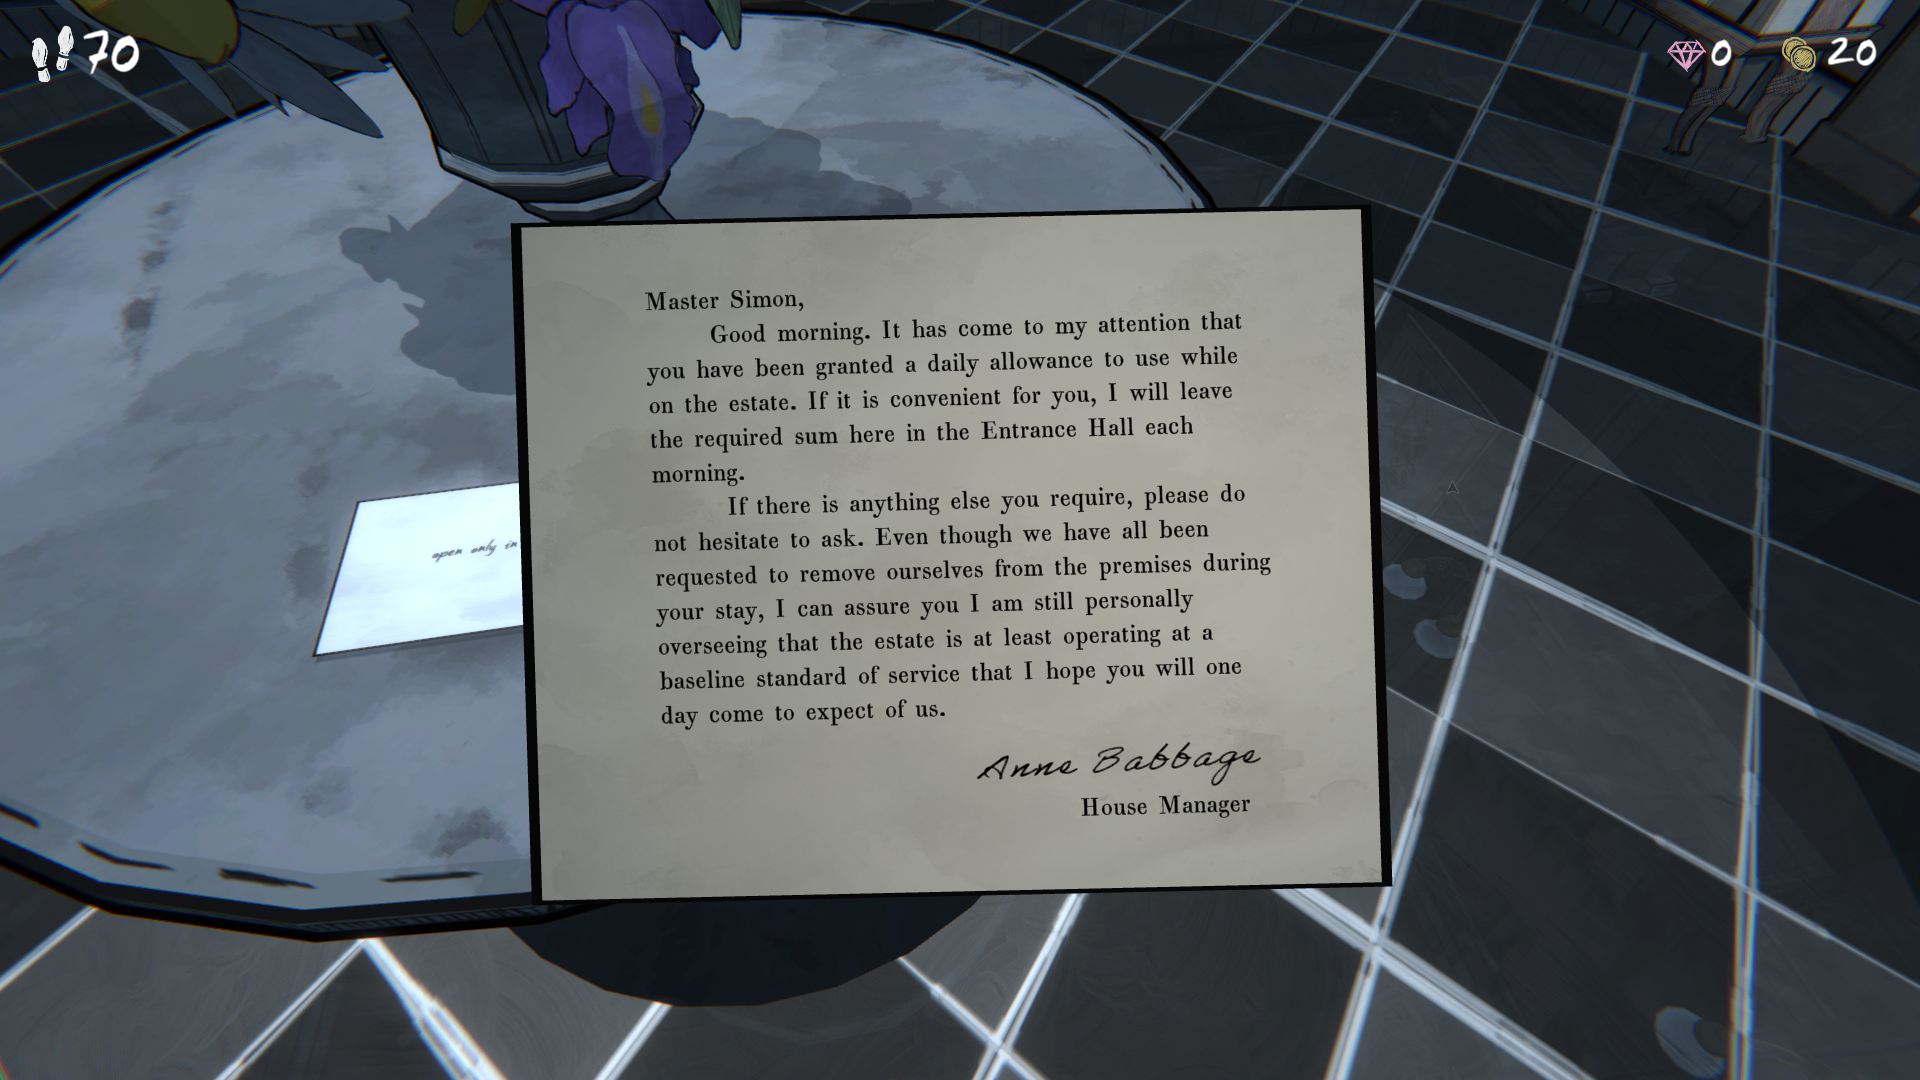 70
0
20
Master Simon,
Good morning. It has come to my attention that
you have been granted a daily allowance to use while
on the estate. If it is convenient for you, I will leave
the required sum here in the Entrance Hall each
morning.
If there is anything else you require, please do
not hesitate to ask. Even though we have all been
requested to remove ourselves from the premises during
your stay, I can assure you I am still personally
overseeing that the estate is at least operating at a
baseline standard of service that I hope you will one
day come to expect of us.
Anne Babbage
House Manager
open only in